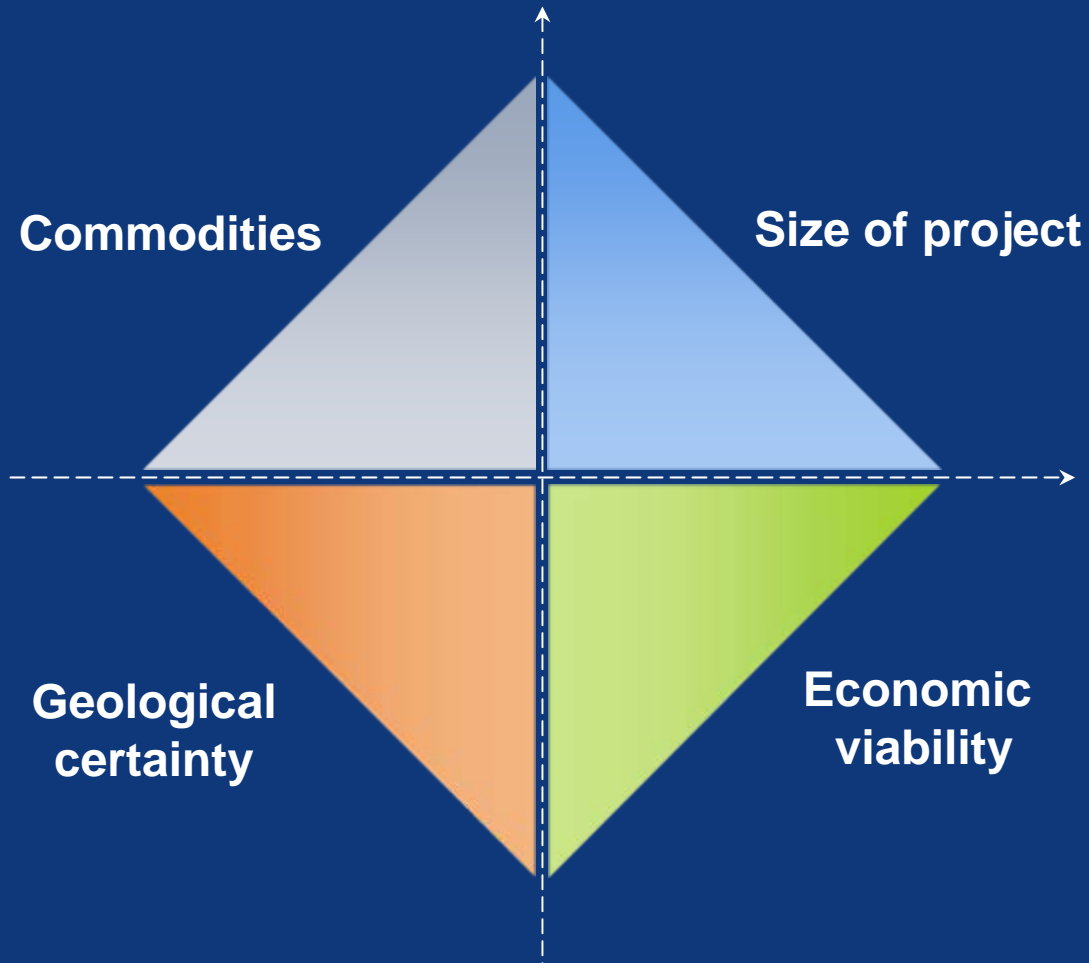 Commodities
Size of project
Geological
certainty
Economic
viability